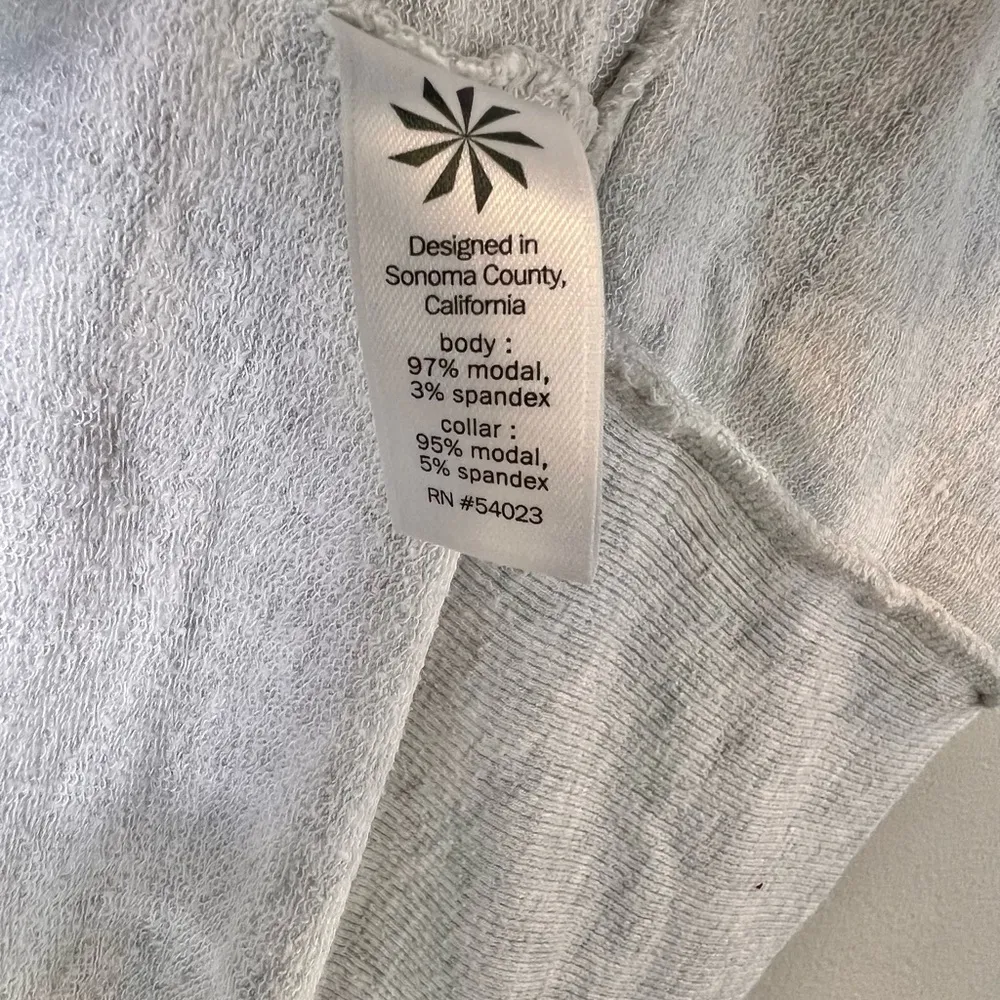 Designed in
Sonoma County,
California
body :
97% modal,
3% spandex
collar :
95% modal,
5% spandex
RN #54023